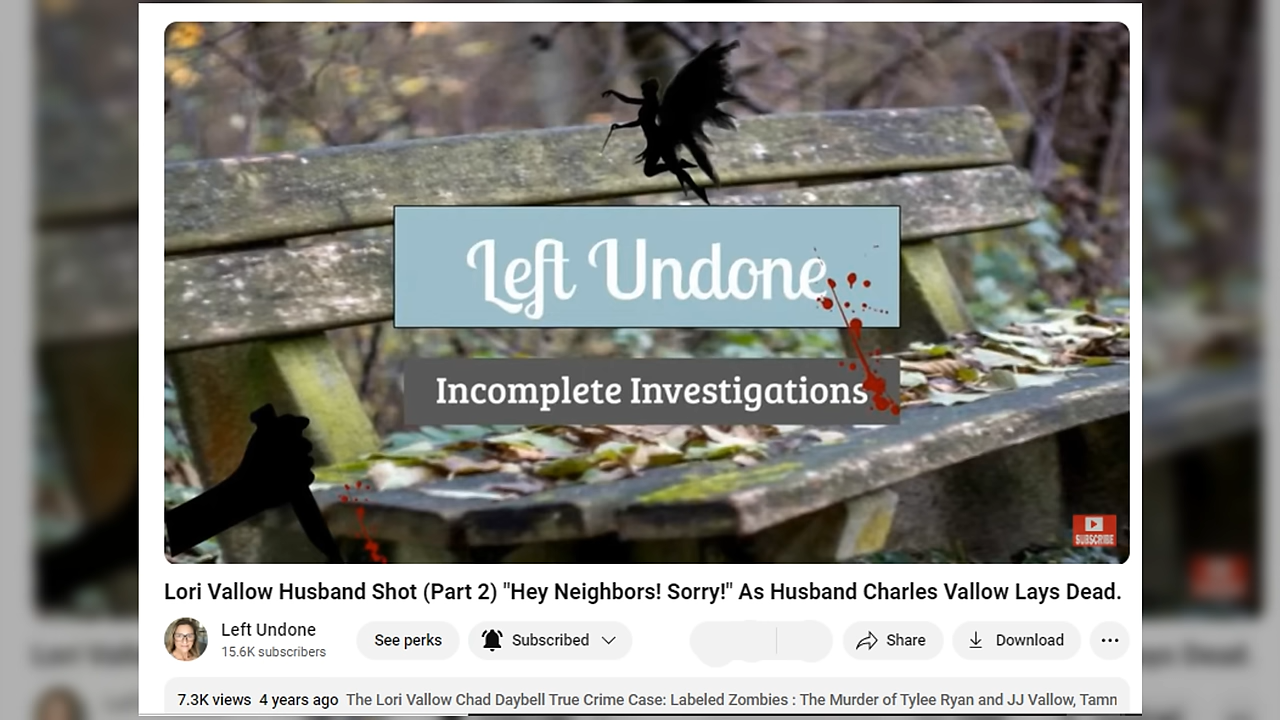 Left Undone
Incomplete Investigations
SUBSCRIBE
Lori Vallow Husband Shot (Part 2) "Hey Neighbors! Sorry!" As Husband Charles Vallow Lays Dead.
Left Undone
15.6K subscribers
See perks
Subscribed
Share
Download
7.3K views 4 years ago The Lori Vallow Chad Daybell True Crime Case: Labeled Zombies : The Murder of Tylee Ryan and JJ Vallow, Tamm